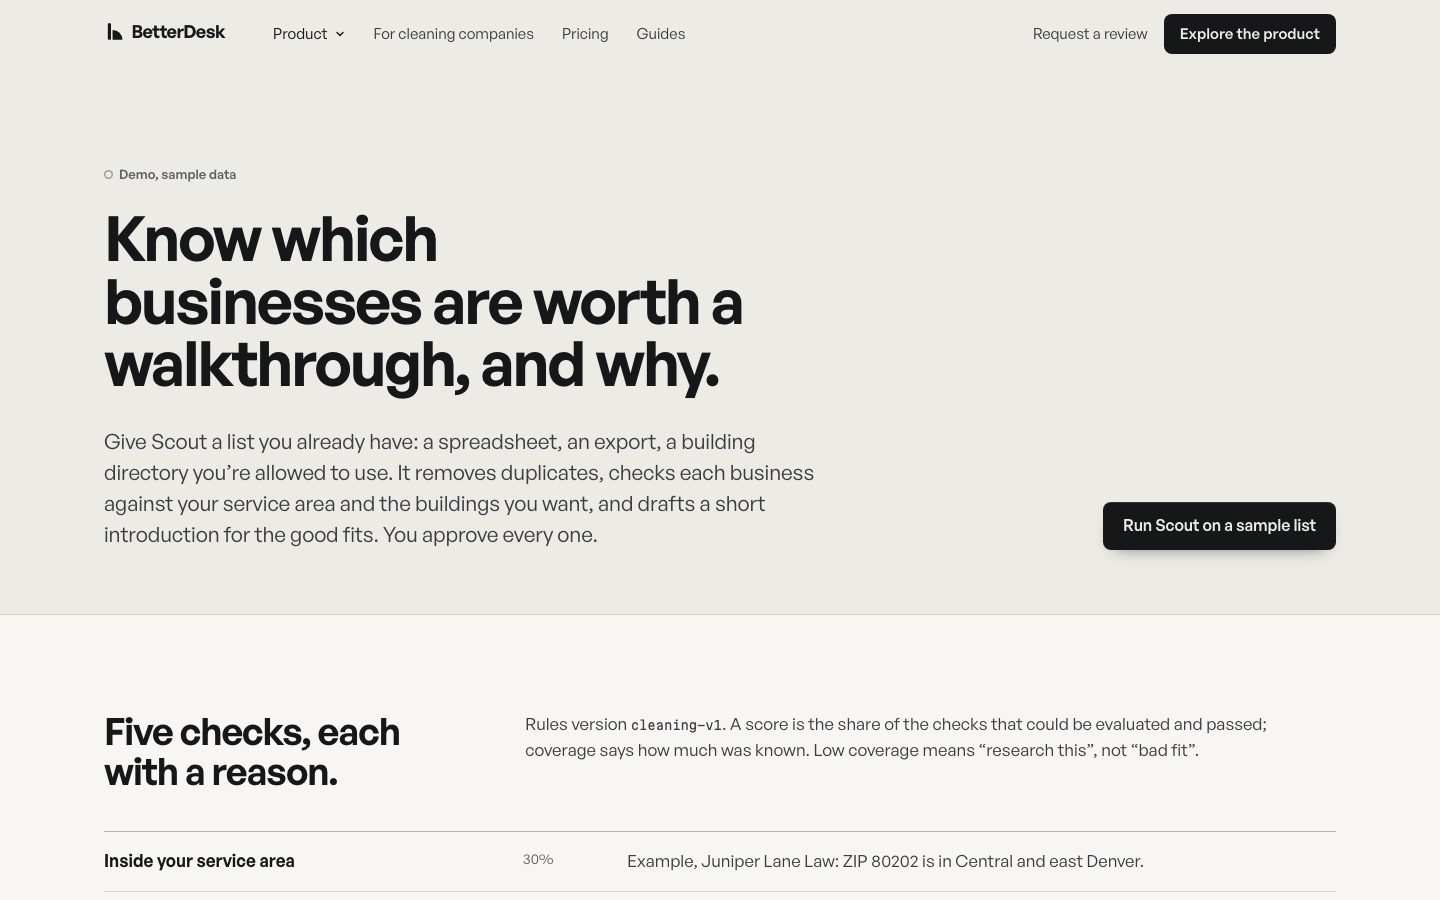 BetterDesk
Product
For cleaning companies
Pricing
Guides
Request a review
Explore the product
Demo, sample data
Know which
businesses are worth a
walkthrough, and why.
Give Scout a list you already have: a spreadsheet, an export, a building
directory you’re allowed to use. It removes duplicates, checks each business
against your service area and the buildings you want, and drafts a short
introduction for the good fits. You approve every one.
Run Scout on a sample list
Five checks, each
with a reason.
Rules version cleaning-v1. A score is the share of the checks that could be evaluated and passed;
coverage says how much was known. Low coverage means “research this”, not “bad fit”.
Inside your service area
30%
Example, Juniper Lane Law: ZIP 80202 is in Central and east Denver.